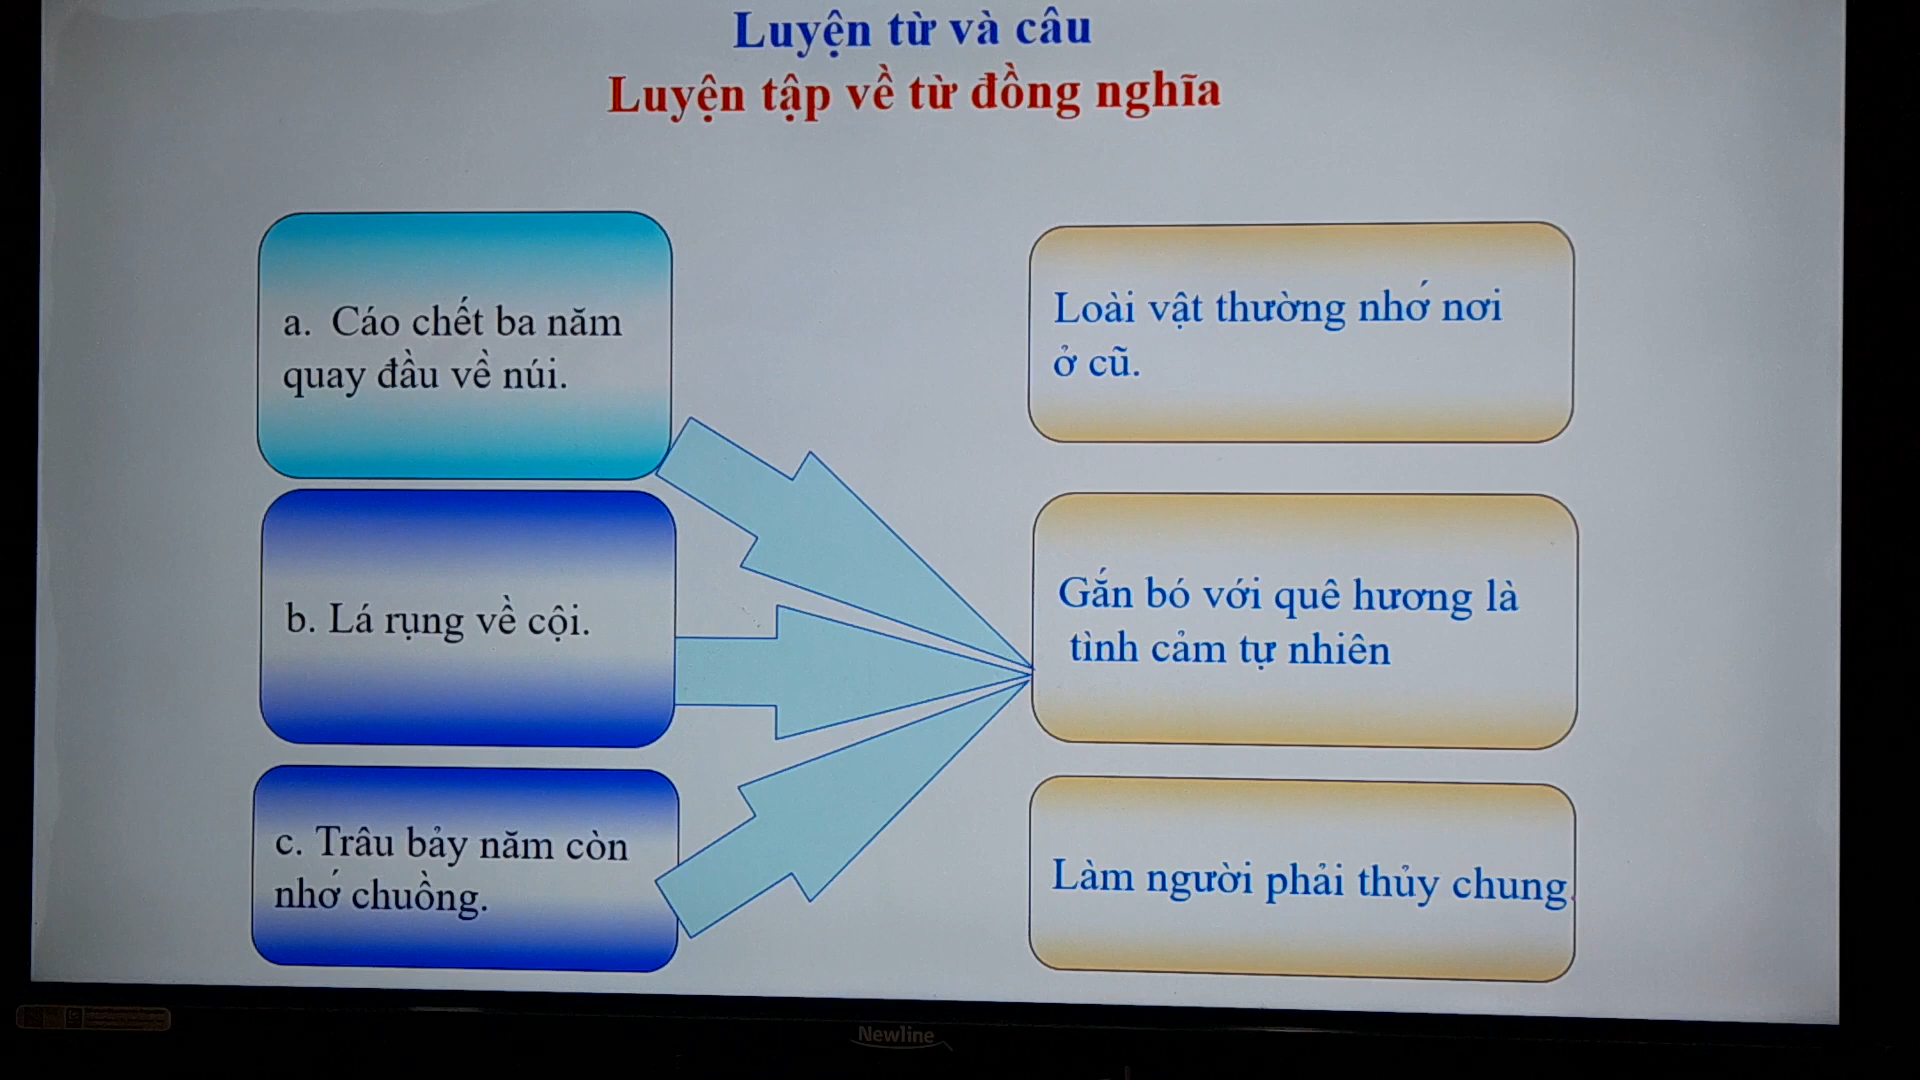 Luyện từ và câu
Luyện tập về từ đồng nghĩa
a. Cáo chết ba năm
quay đầu về núi.
b. Lá rụng về cội.
c. Trâu bảy năm còn
nhớ chuồng.
Loài vật thường nhớ nơi
ở cũ.
Gắn bó với quê hương là
tình cảm tự nhiên
Làm người phải thủy chung.
Newline